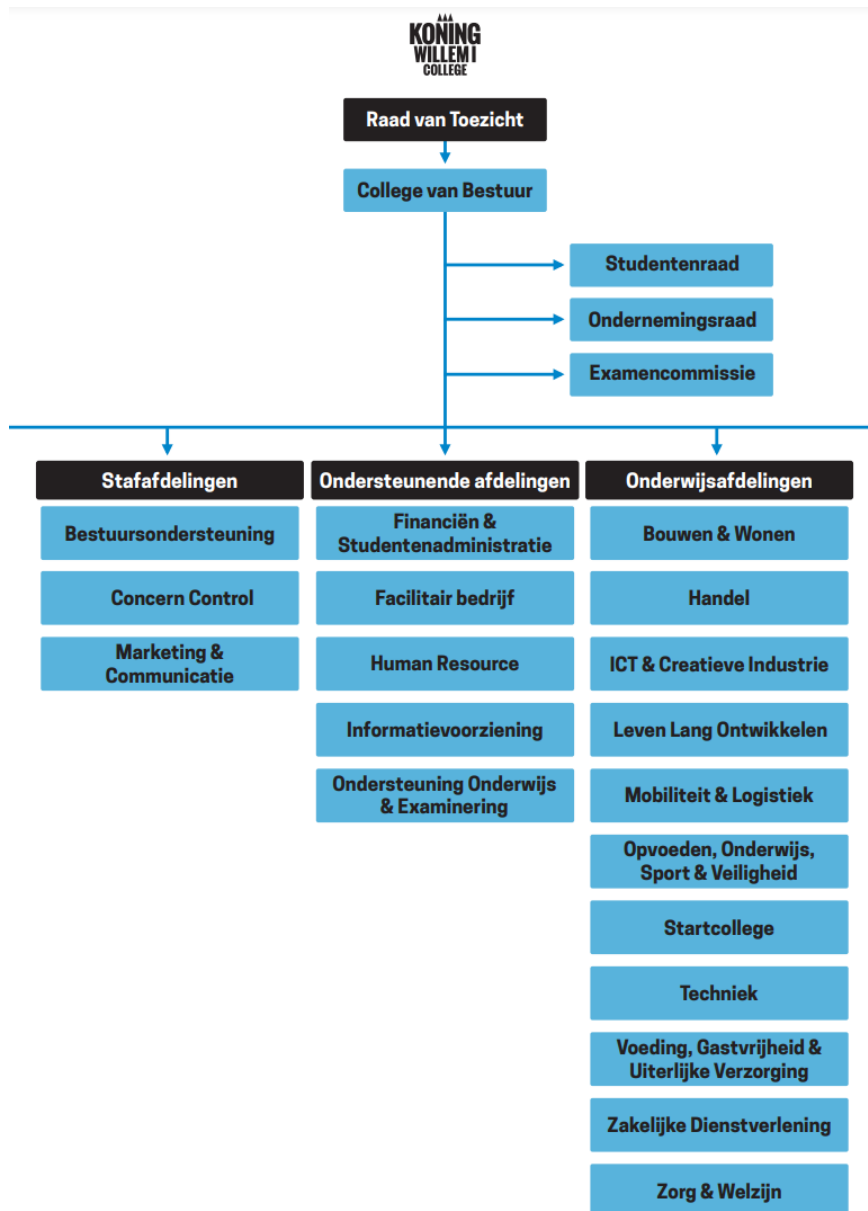 KONING
WILLEM I
COLLEGE
Raad van Toezicht
College van Bestuur
Studentenraad
Ondernemingsraad
Examencommissie
Stafafdelingen
Bestuursondersteuning
Concern Control
Marketing &
Communicatie
Ondersteunende afdelingen
Financiën &
Studentenadministratie
Facilitair bedrijf
Human Resource
Informatievoorziening
Ondersteuning Onderwijs
& Examinering
Onderwijsafdelingen
Bouwen & Wonen
Handel
ICT & Creatieve Industrie
Leven Lang Ontwikkelen
Mobiliteit & Logistiek
Opvoeden, Onderwijs,
Sport & Veiligheid
Startcollege
Techniek
Voeding, Gastvrijheid &
Uiterlijke Verzorging
Zakelijke Dienstverlening
Zorg & Welzijn